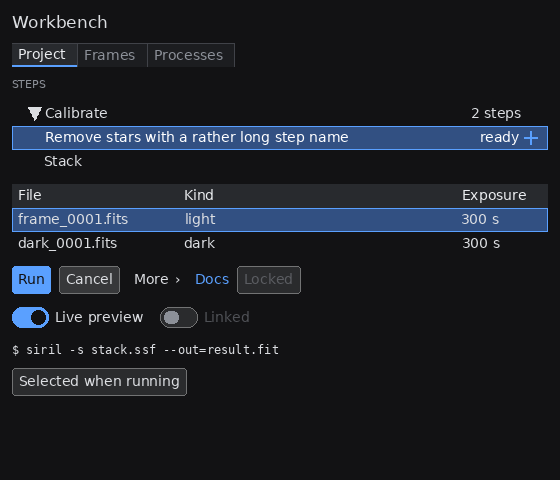 Workbench
Project Frames Processes
STEPS
Calibrate 2 steps
Remove stars with a rather long step name ready
Stack
File Kind Exposure
frame_0001.fits light 300 s
dark_0001.fits dark 300 s
Run Cancel More › Docs Locked
Live preview Linked
$ siril -s stack.ssf --out=result.fit
Selected when running